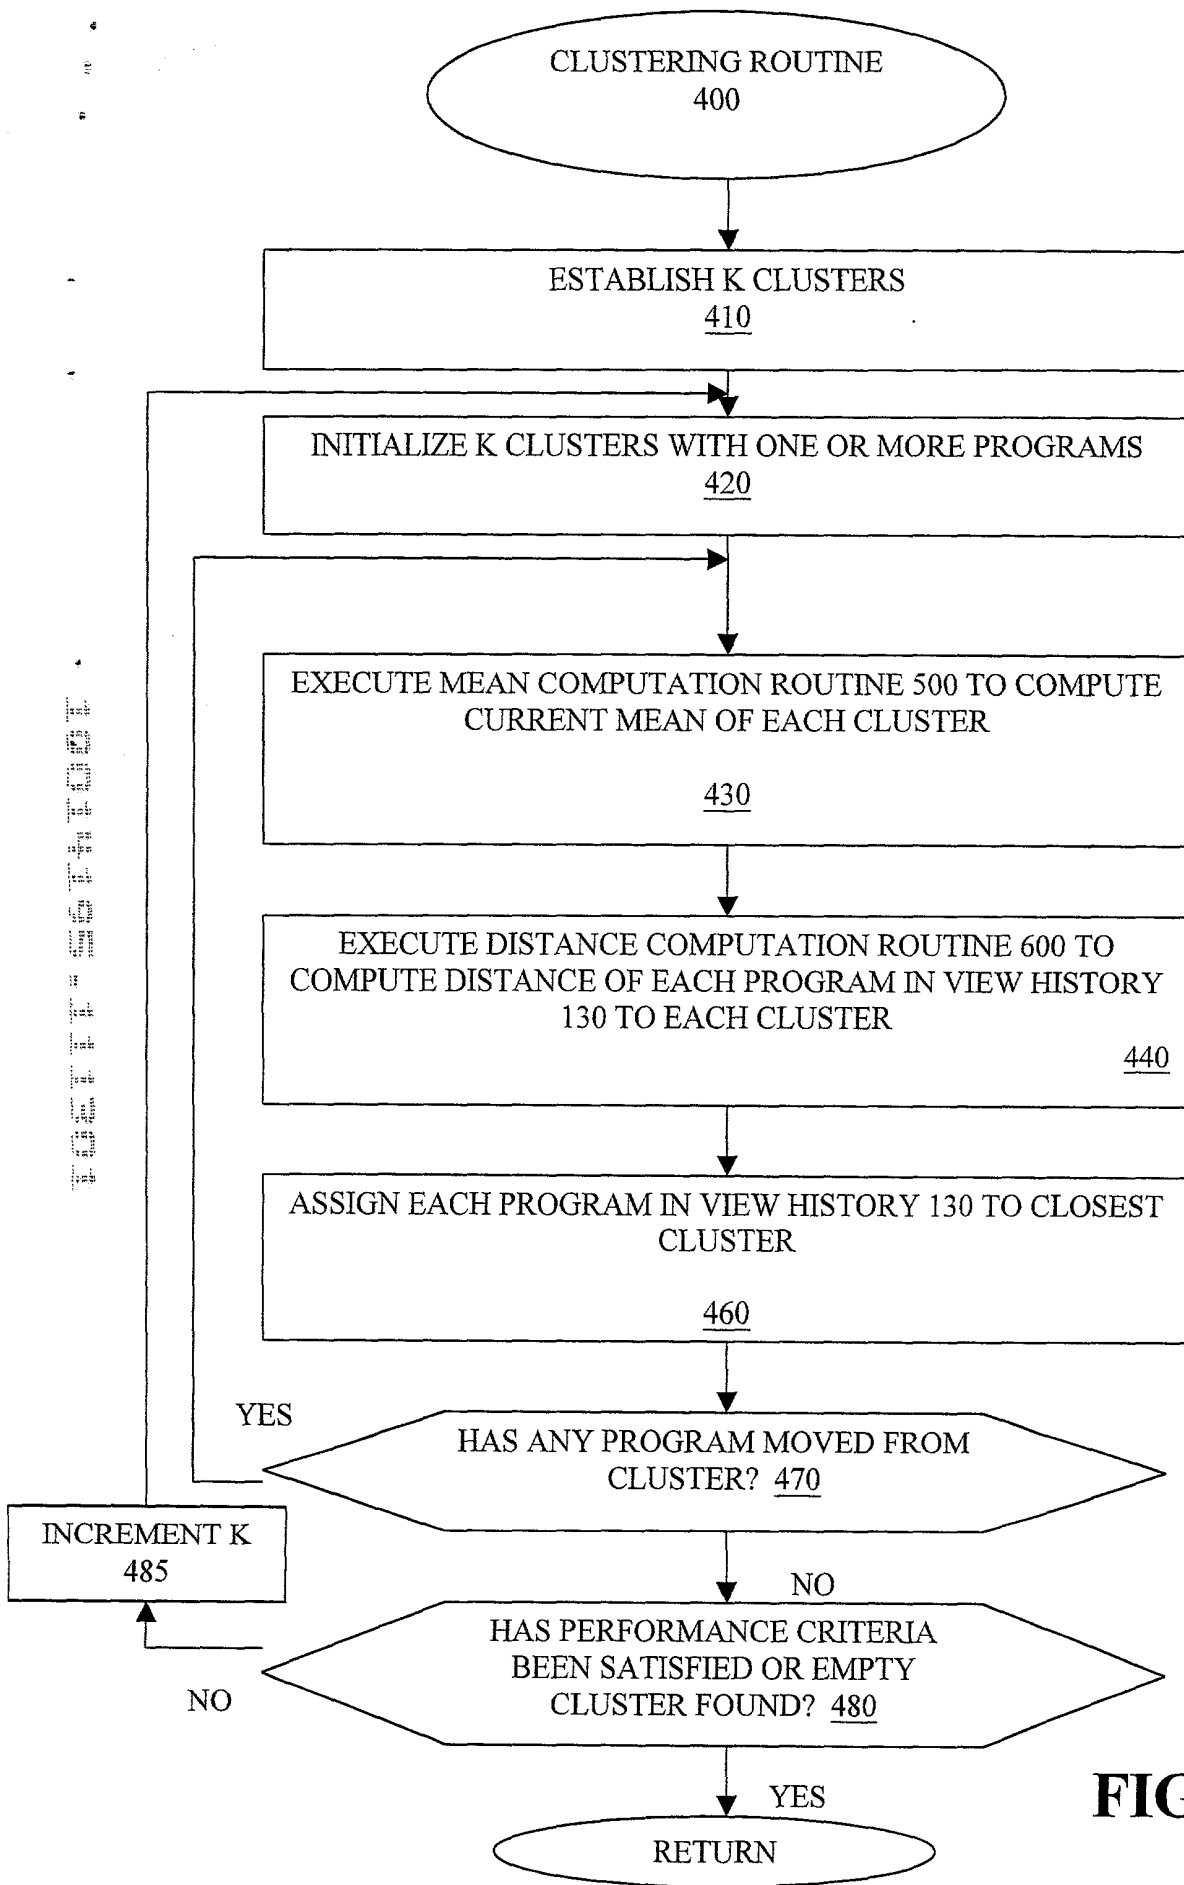 CLUSTERING ROUTINE
400
ESTABLISH K CLUSTERS
410
INITIALIZE K CLUSTERS WITH ONE OR MORE PROGRAMS
420
EXECUTE MEAN COMPUTATION ROUTINE 500 TO COMPUTE
CURRENT MEAN OF EACH CLUSTER
430
EXECUTE DISTANCE COMPUTATION ROUTINE 600 TO
COMPUTE DISTANCE OF EACH PROGRAM IN VIEW HISTORY
130 TO EACH CLUSTER
440
ASSIGN EACH PROGRAM IN VIEW HISTORY 130 TO CLOSEST
CLUSTER
460
YES
HAS ANY PROGRAM MOVED FROM
CLUSTER? 470
INCREMENT K
485
NO
HAS PERFORMANCE CRITERIA
BEEN SATISFIED OR EMPTY
CLUSTER FOUND? 480
NO
YES
FIG
RETURN
10014195.111301